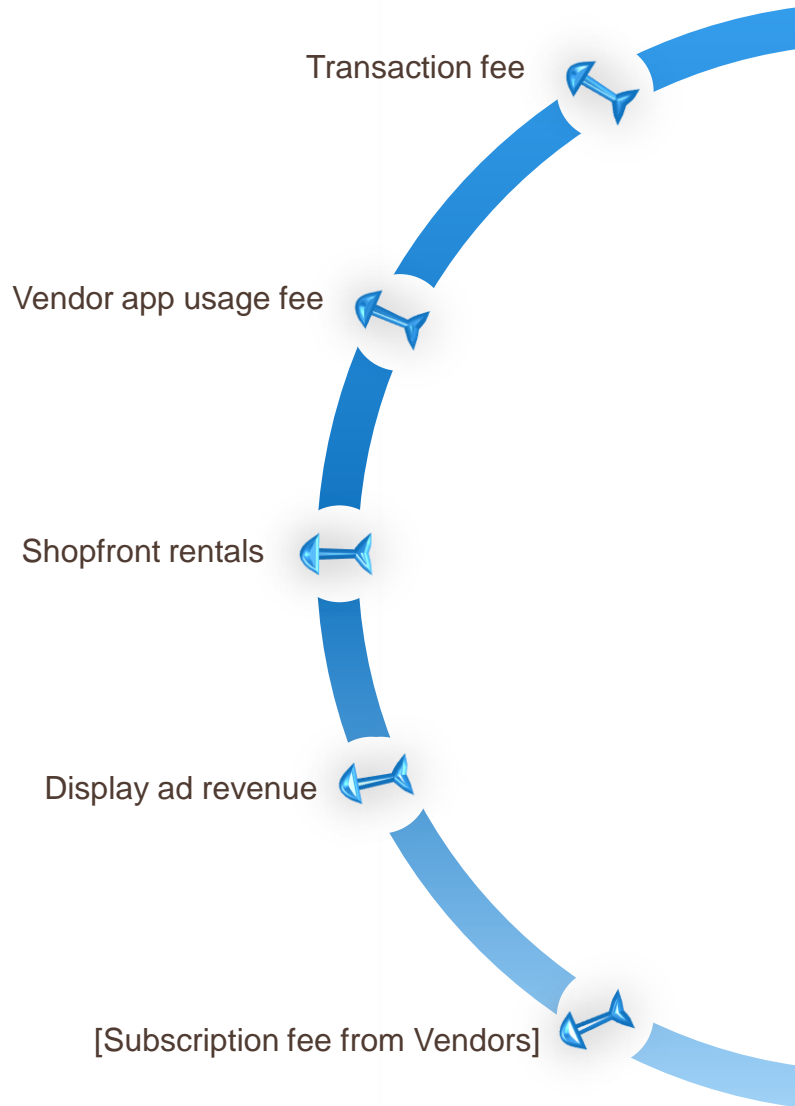 Transaction fee
Vendor app usage fee
Shopfront rentals
Display ad revenue
[Subscription fee from Vendors]